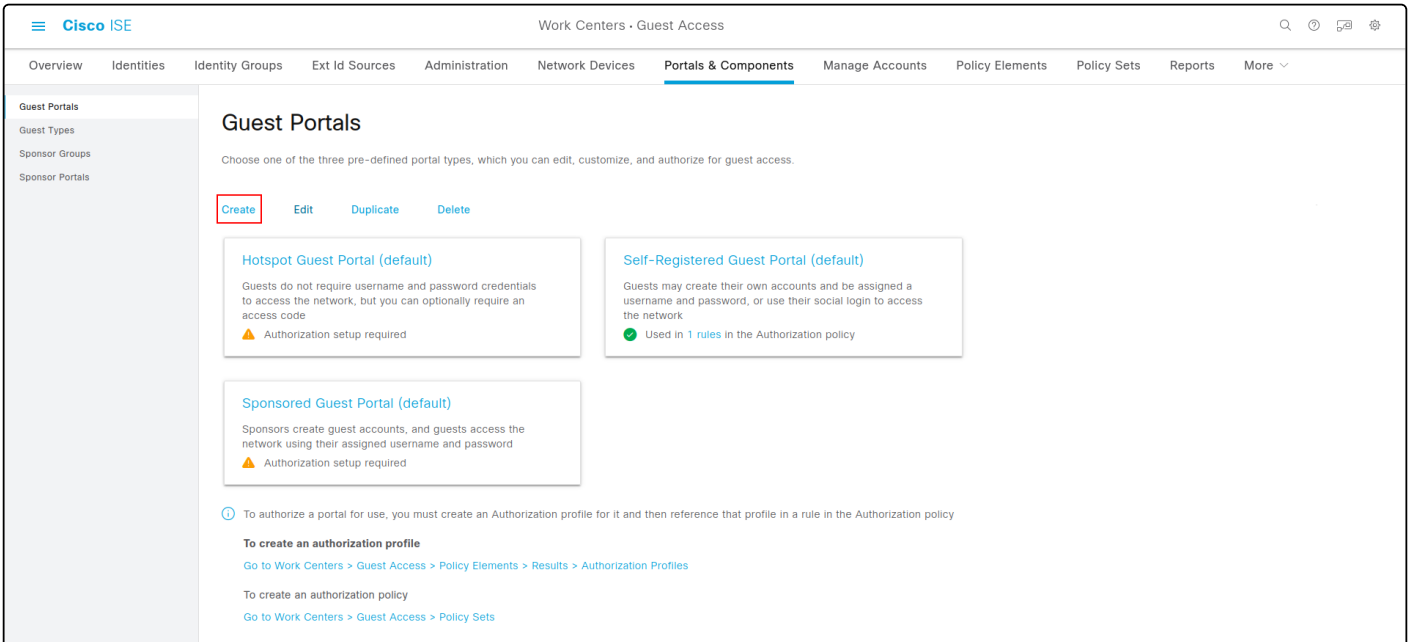 Cisco ISE
Work Centers · Guest Access
Overview Identities Identity Groups Ext Id Sources Administration Network Devices Portals & Components Manage Accounts Policy Elements Policy Sets Reports More
Guest Portals
Guest Types
Sponsor Groups
Sponsor Portals
Guest Portals
Choose one of the three pre-defined portal types, which you can edit, customize, and authorize for guest access.
Create Edit Duplicate Delete
Hotspot Guest Portal (default)
Guests do not require username and password credentials
to access the network, but you can optionally require an
access code
Authorization setup required
Self-Registered Guest Portal (default)
Guests may create their own accounts and be assigned a
username and password, or use their social login to access
the network
Used in 1 rules in the Authorization policy
Sponsored Guest Portal (default)
Sponsors create guest accounts, and guests access the
network using their assigned username and password
Authorization setup required
To authorize a portal for use, you must create an Authorization profile for it and then reference that profile in a rule in the Authorization policy
To create an authorization profile
Go to Work Centers > Guest Access > Policy Elements > Results > Authorization Profiles
To create an authorization policy
Go to Work Centers > Guest Access > Policy Sets